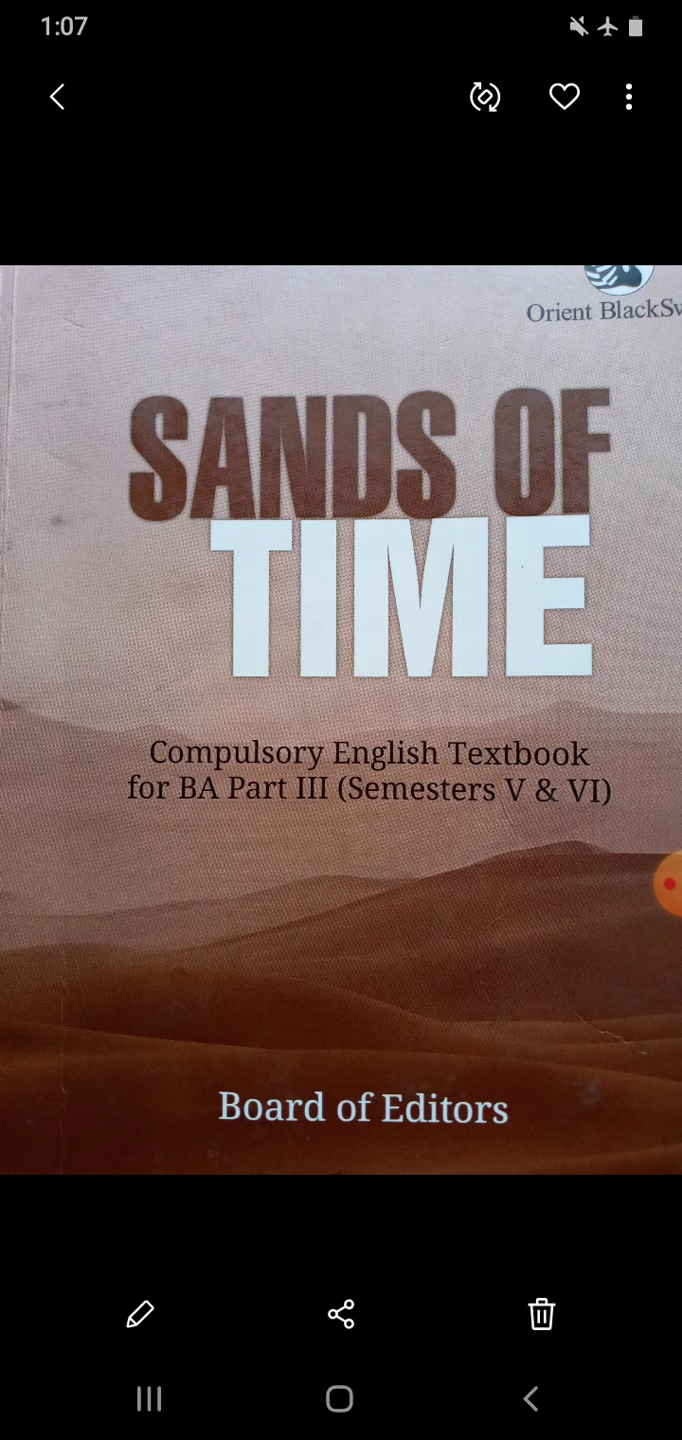 1:07
Orient BlackSw
SANDS OF
TIME
Compulsory English Textbook
for BA Part III (Semesters V & VI)
Board of Editors